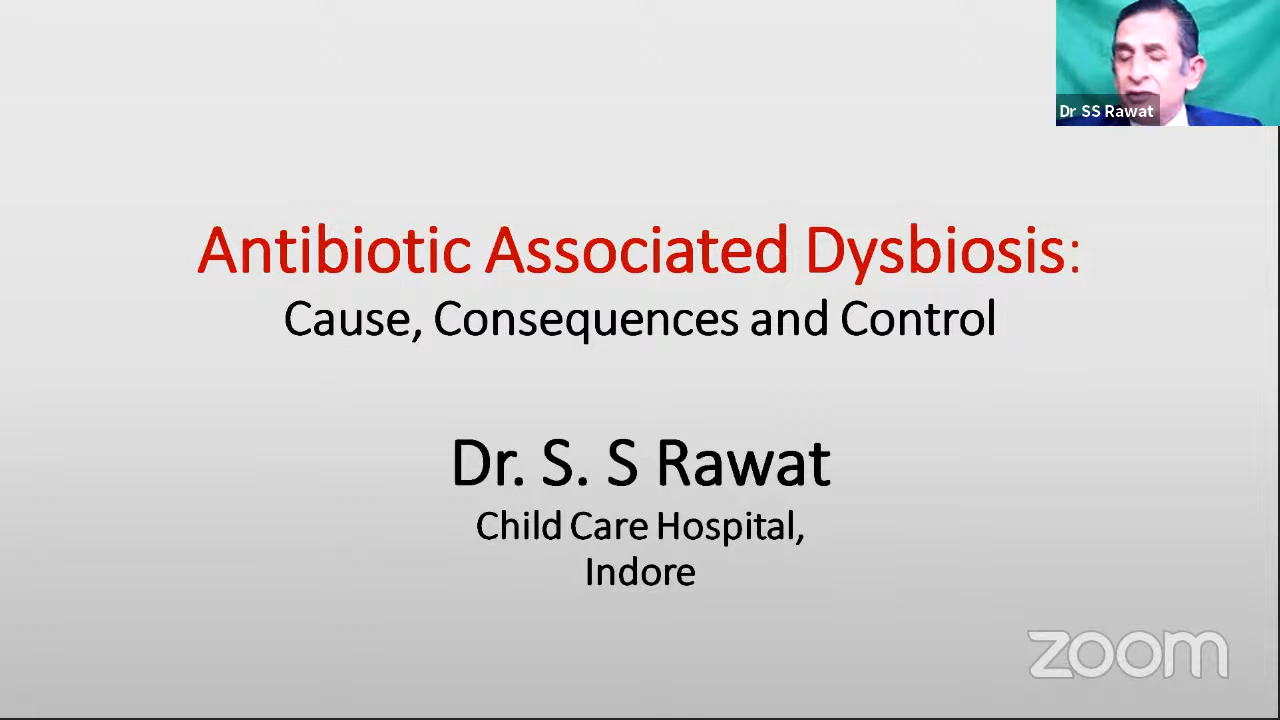 Dr SS Rawat
Antibiotic Associated Dysbiosis:
Cause, Consequences and Control
Dr. S. S Rawat
Child Care Hospital,
Indore
zoom